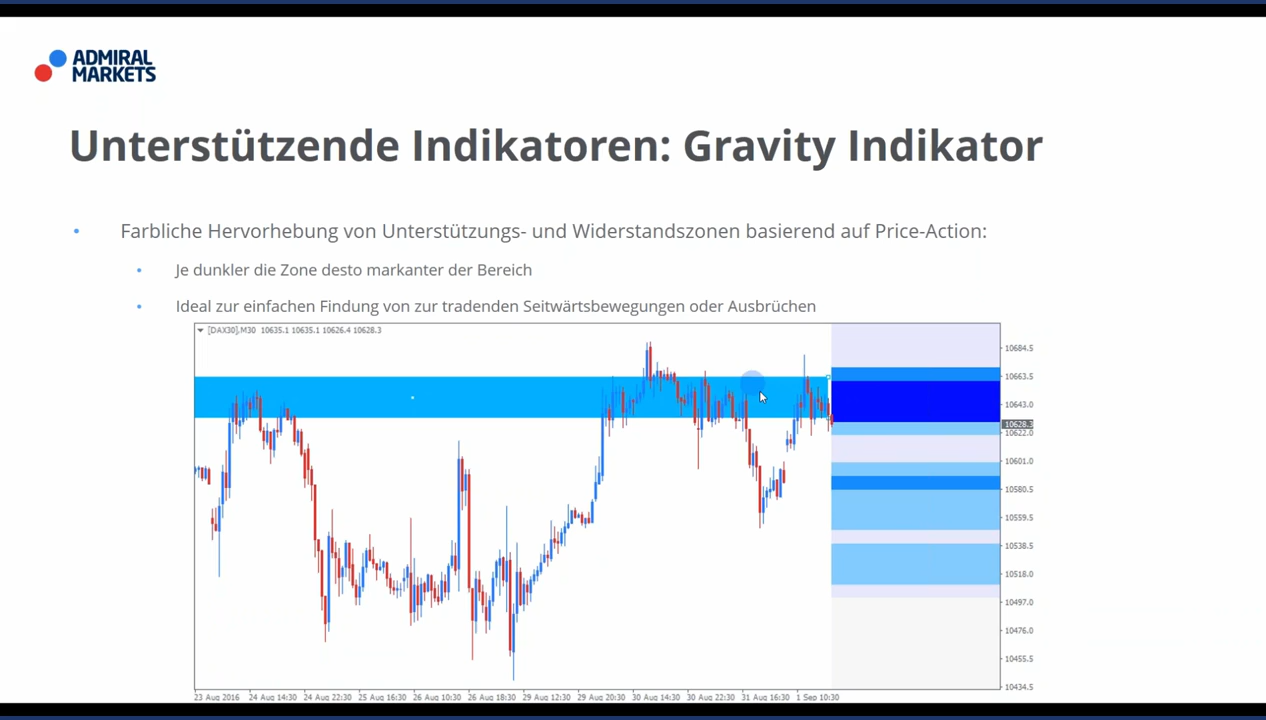 ADMIRAL
MARKETS
Unterstützende Indikatoren: Gravity Indikator
• Farbliche Hervorhebung von Unterstützungs- und Widerstandszonen basierend auf Price-Action:
• Je dunkler die Zone desto markanter der Bereich
• Ideal zur einfachen Findung von zur tradenden Seitwärtsbewegungen oder Ausbrüchen
[DAX30],M30 10635.1 10635.1 10626.4 10628.3
10684.5
10663.5
10643.0
10628.3
10622.0
10601.0
10580.5
10559.5
10538.5
10518.0
10497.0
10476.0
10455.5
10434.5
23 Aug 2016 24 Aug 14:30 24 Aug 22:30 25 Aug 16:30 26 Aug 10:30 26 Aug 18:30 29 Aug 12:30 29 Aug 20:30 30 Aug 14:30 30 Aug 22:30 31 Aug 16:30 1 Sep 10:30